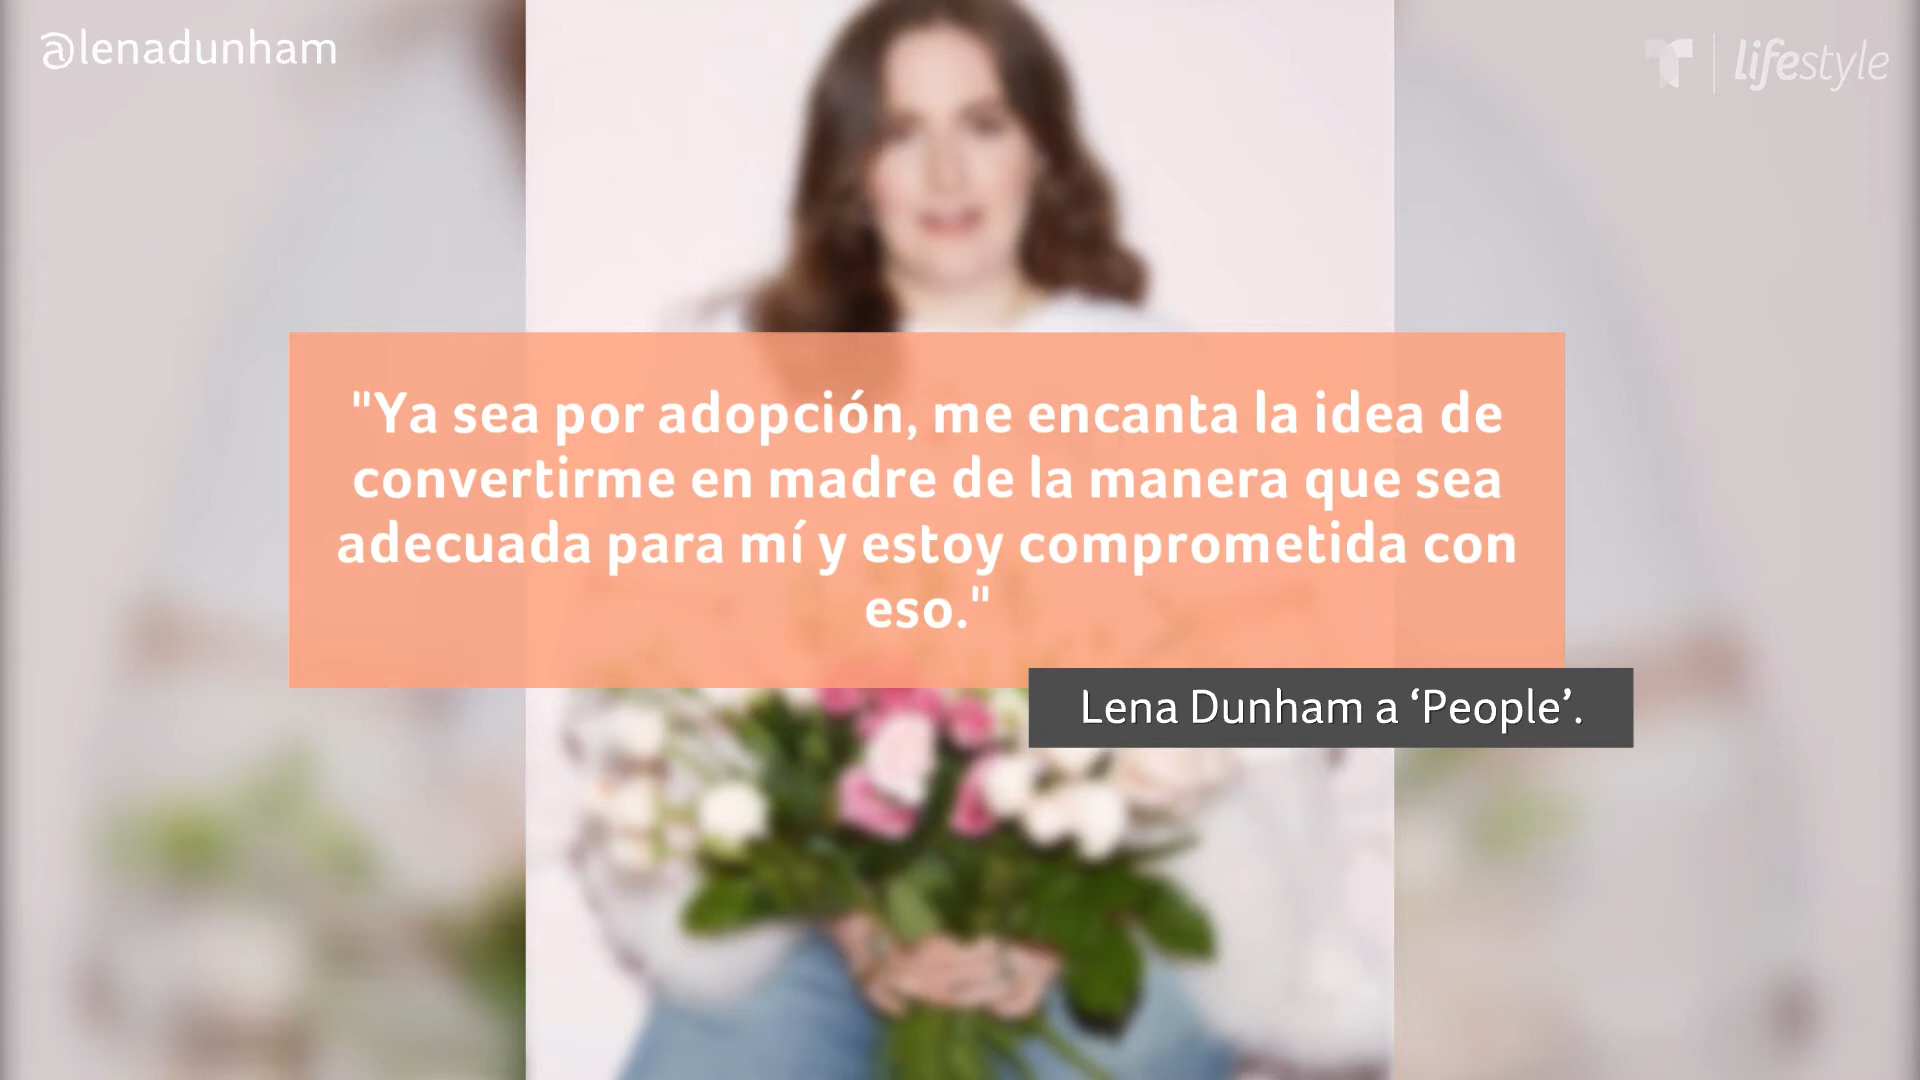 @lenadunham
lifestyle
"Ya sea por adopción, me encanta la idea de
convertirme en madre de la manera que sea
adecuada para mí y estoy comprometida con
eso."
Lena Dunham a ‘People’.